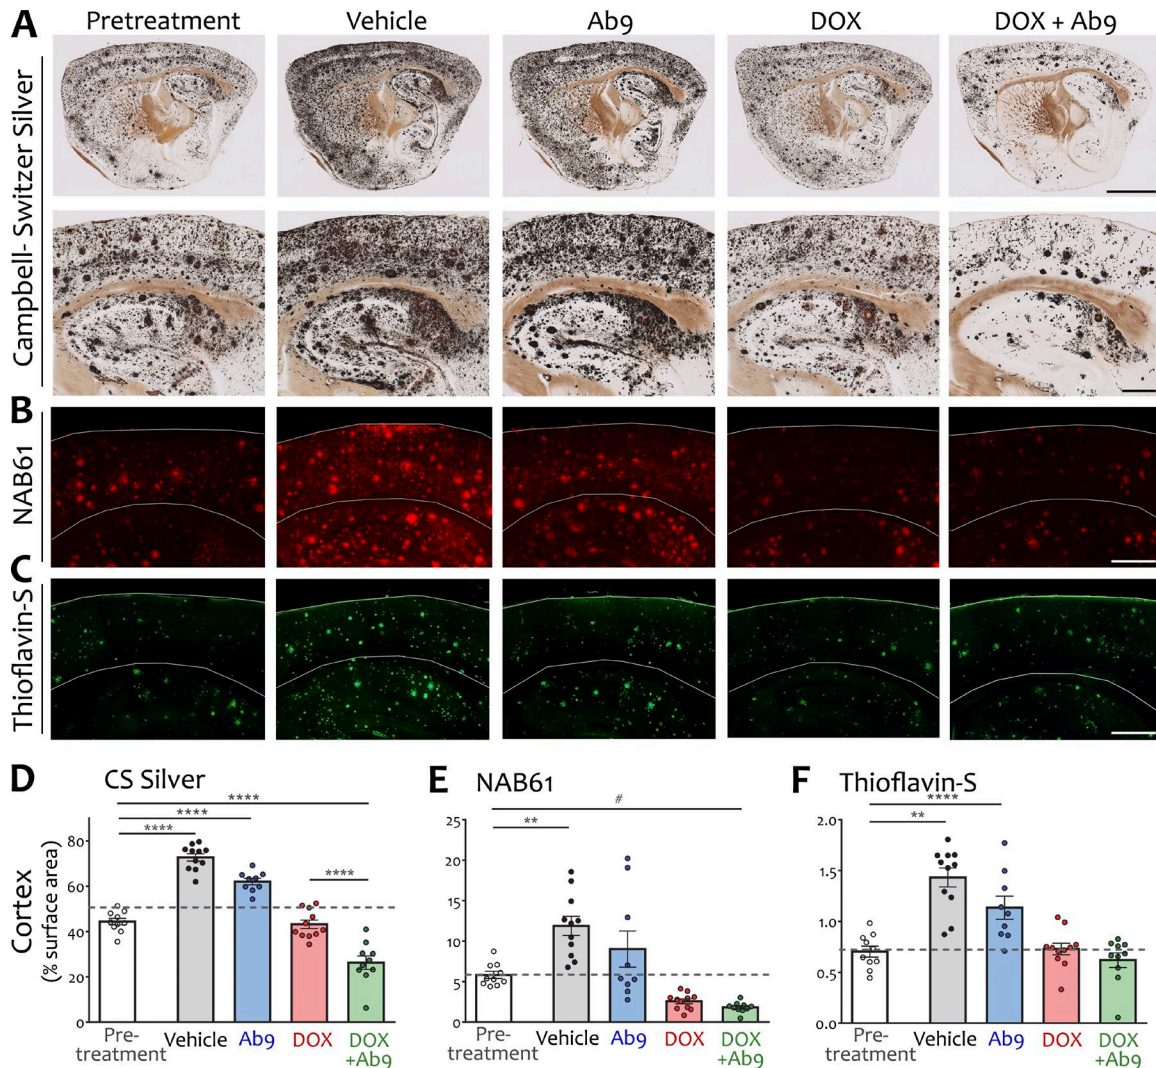 A
Pretreatment
Vehicle
Ab9
DOX
DOX + Ab9
Campbell- Switzer Silver
B
NAB61
C
Thioflavin-S
D
CS Silver
****
****
****
****
Cortex
(% surface area)
80
60
40
20
0
Pre-
treatment
Vehicle
Ab9
DOX
DOX
+Ab9
E
NAB61
#
**
25
20
15
10
5
0
Pre-
treatment
Vehicle
Ab9
DOX
DOX
+Ab9
F
Thioflavin-S
****
**
2.0
1.5
1.0
0.5
0.0
Pre-
treatment
Vehicle
Ab9
DOX
DOX
+Ab9